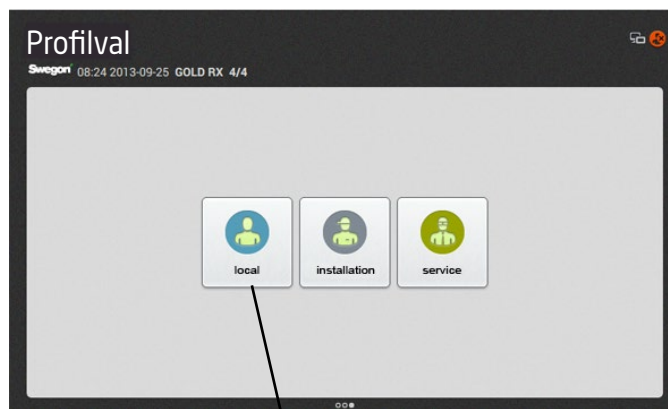 Profilval
Swegon 08:24 2013-09-25 GOLD RX 4/4
local installation service